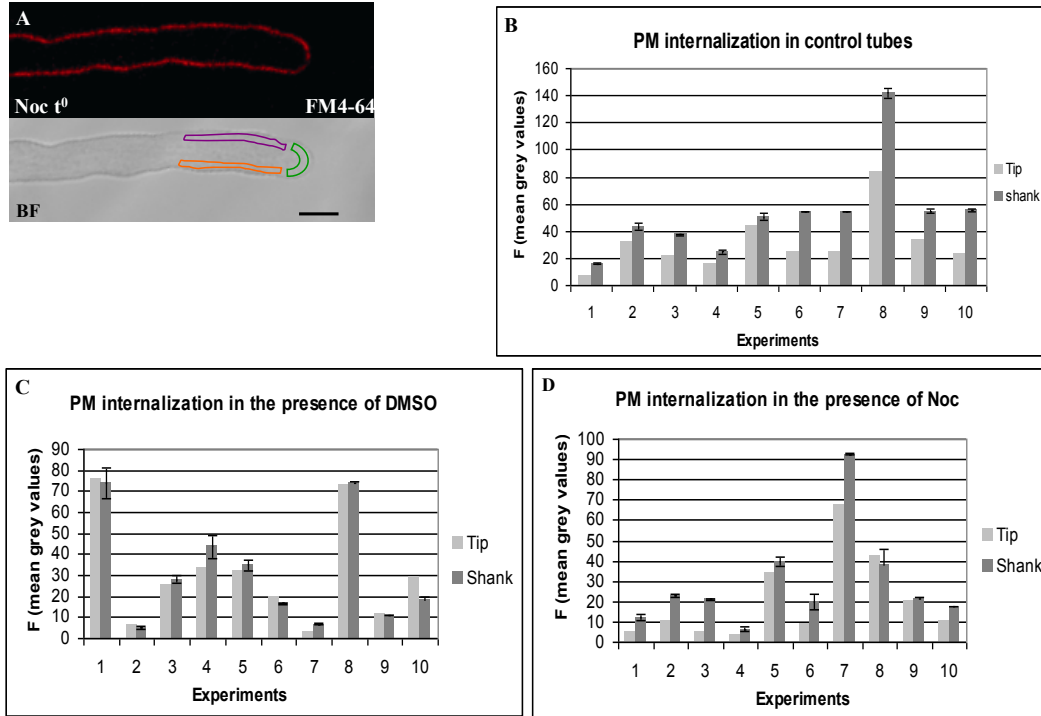 A
Noc t⁰ FM4-64
BF
B
PM internalization in control tubes
F (mean grey values)
160
140
120
100
80
60
40
20
0
1 2 3 4 5 6 7 8 9 10
Experiments
Tip
shank
C
PM internalization in the presence of DMSO
F (mean grey values)
90
80
70
60
50
40
30
20
10
0
1 2 3 4 5 6 7 8 9 10
Experiments
Tip
Shank
D
PM internalization in the presence of Noc
F (mean grey values)
100
90
80
70
60
50
40
30
20
10
0
1 2 3 4 5 6 7 8 9 10
Experiments
Tip
Shank